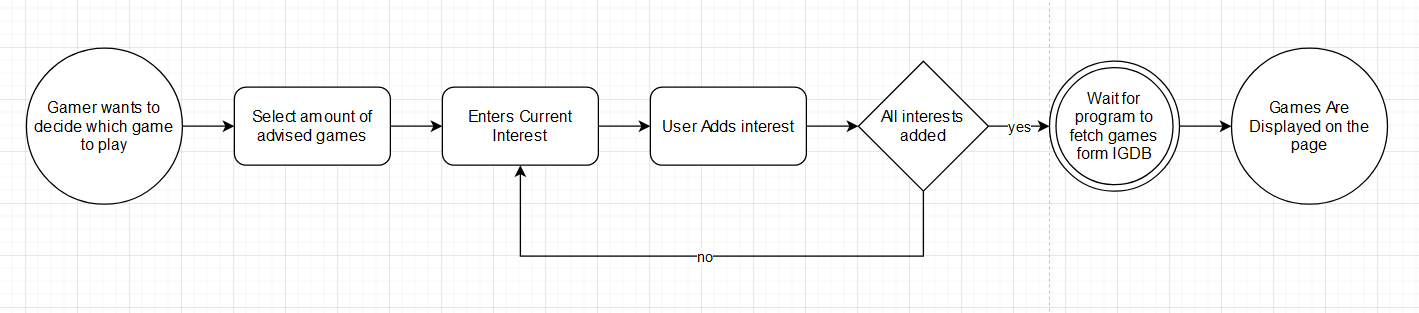 Gamer wants to
decide which game
to play
Select amount of
advised games
Enters Current
Interest
User Adds interest
All interests
added
yes
Wait for
program to
fetch games
form IGDB
Games Are
Displayed on the
page
no